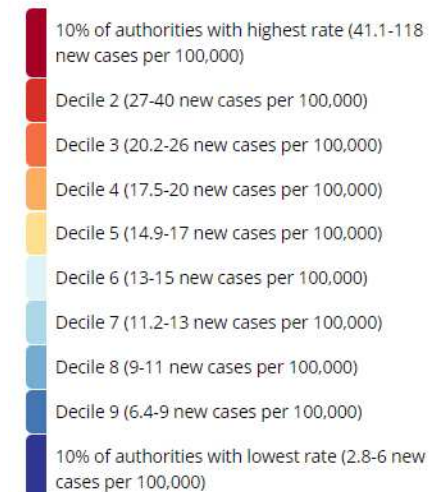 10% of authorities with highest rate (41.1-118
new cases per 100,000)
Decile 2 (27-40 new cases per 100,000)
Decile 3 (20.2-26 new cases per 100,000)
Decile 4 (17.5-20 new cases per 100,000)
Decile 5 (14.9-17 new cases per 100,000)
Decile 6 (13-15 new cases per 100,000)
Decile 7 (11.2-13 new cases per 100,000)
Decile 8 (9-11 new cases per 100,000)
Decile 9 (6.4-9 new cases per 100,000)
10% of authorities with lowest rate (2.8-6 new
cases per 100,000)